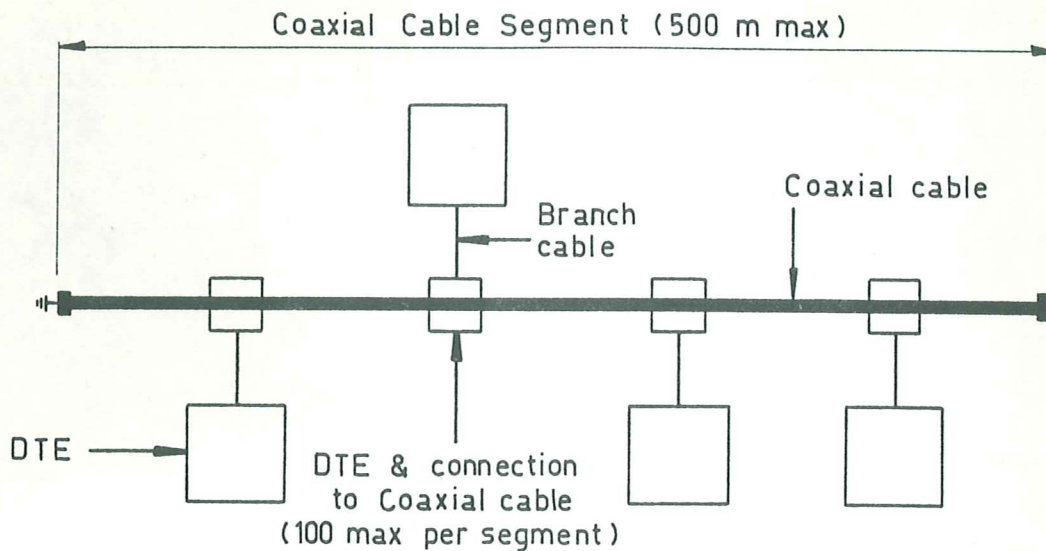 Coaxial Cable Segment (500 m max)
Coaxial cable
Branch
cable
DTE
DTE & connection
to Coaxial cable
(100 max per segment)